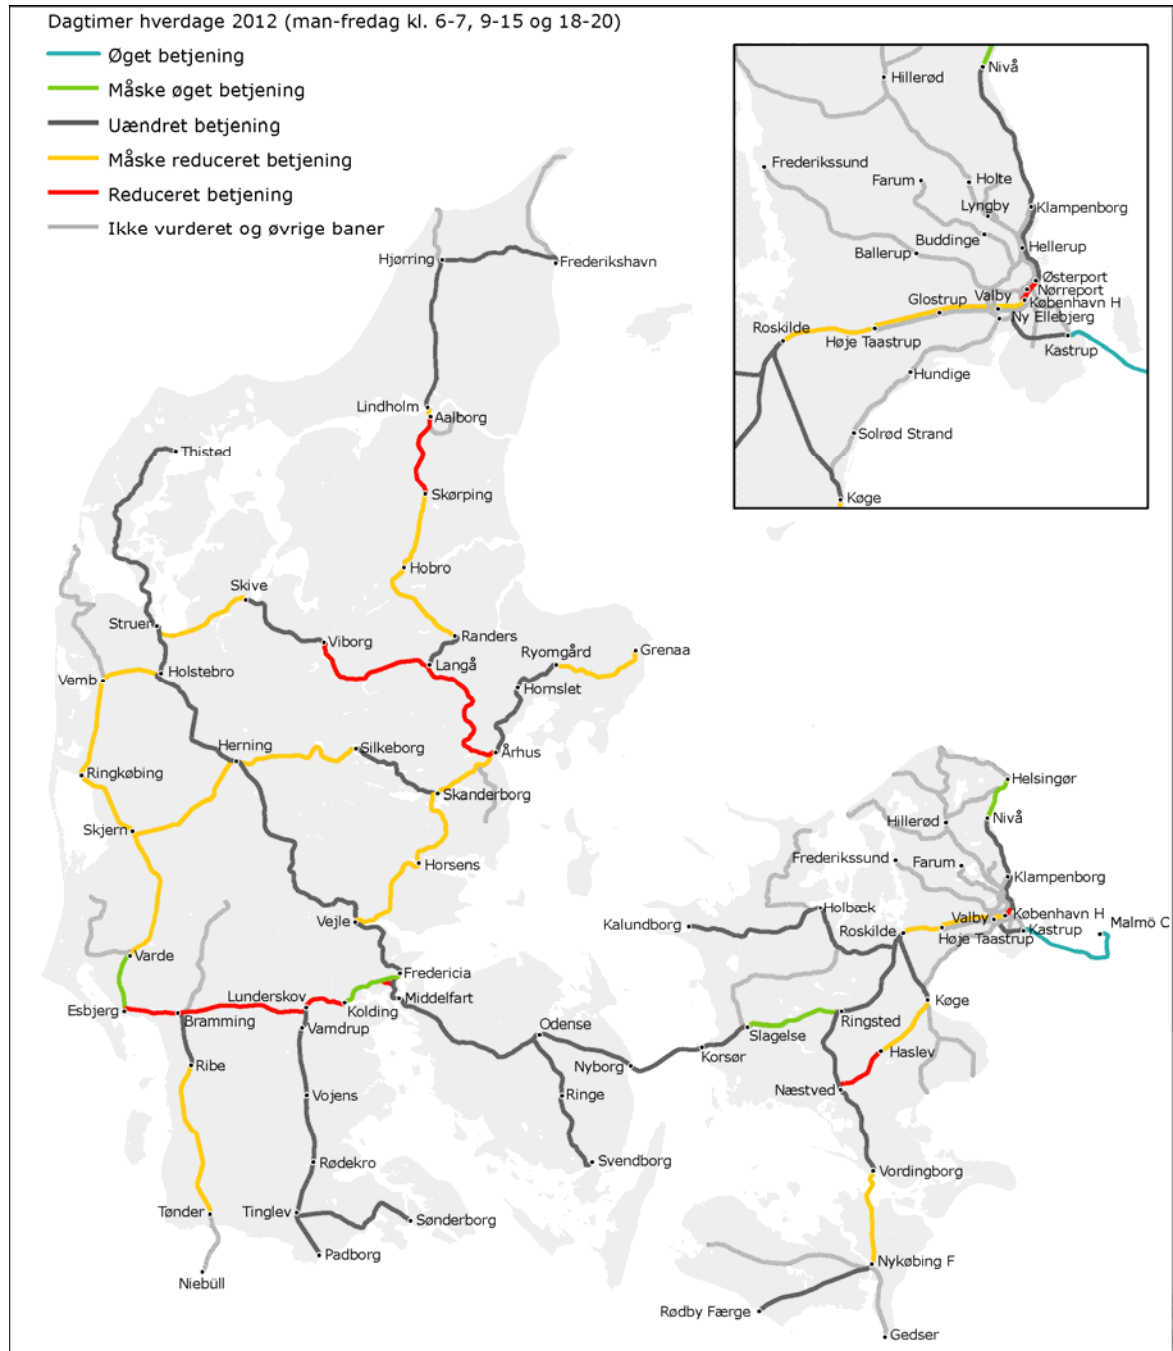 Dagtimer hverdage 2012 (man-fredag kl. 6-7, 9-15 og 18-20)
Øget betjening
Måske øget betjening
Uændret betjening
Måske reduceret betjening
Reduceret betjening
Ikke vurderet og øvrige baner
Nivå
Hillerød
Frederikssund
Farum
Holte
Lyngby
Klampenborg
Buddinge
Ballerup
Hellerup
Østerport
Nørreport
Valby
København H
Glostrup
Ny Ellebjerg
Roskilde
Høje Taastrup
Kastrup
Hundige
Solrød Strand
Køge
Hjørring
Frederikshavn
Lindholm
Aalborg
Thisted
Skørping
Hobro
Skive
Struer
Viborg
Randers
Langå
Ryomgård
Grenaa
Vemb
Holstebro
Hornslet
Herning
Silkeborg
Århus
Ringkøbing
Skanderborg
Skjern
Horsens
Vejle
Varde
Fredericia
Lunderskov
Middelfart
Esbjerg
Bramming
Kolding
Vamdrup
Odense
Ribe
Nyborg
Korsør
Vojens
Ringe
Rødekro
Svendborg
Tønder
Tinglev
Sønderborg
Padborg
Niebüll
Helsingør
Hillerød
Nivå
Frederikssund
Farum
Klampenborg
Holbæk
Kalundborg
Valby
København H
Malmö C
Roskilde
Høje Taastrup
Kastrup
Køge
Slagelse
Ringsted
Haslev
Næstved
Vordingborg
Nykøbing F
Rødby Færge
Gedser